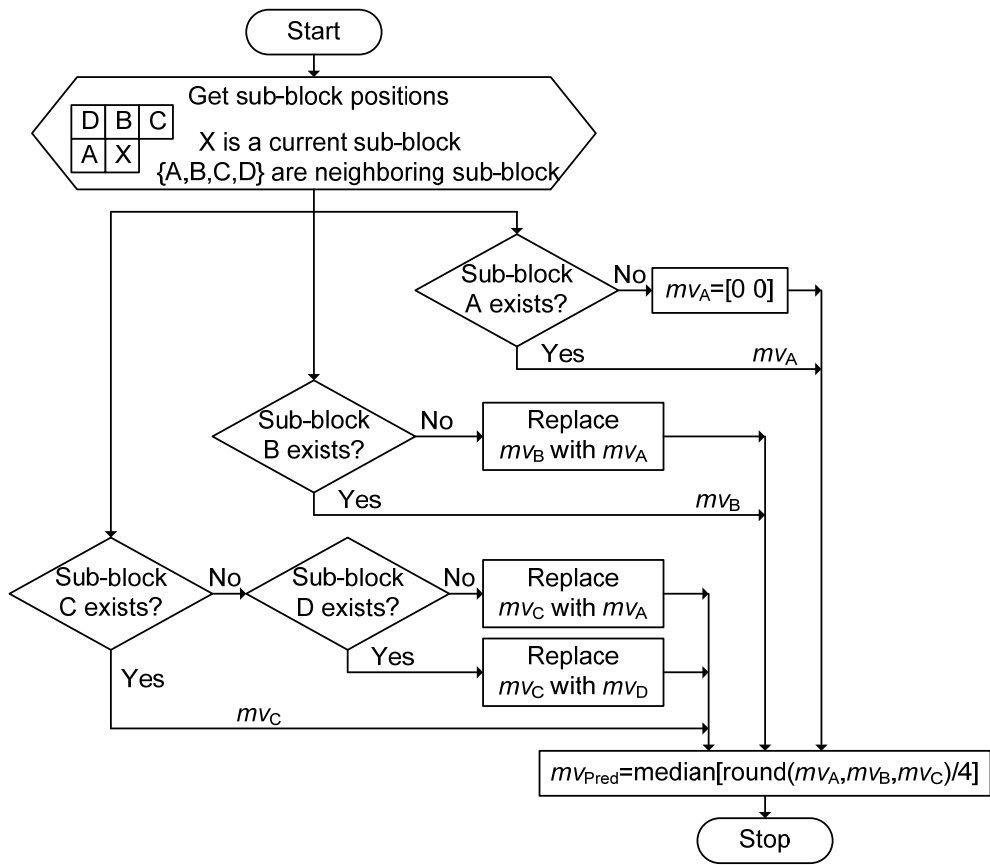 Start
Get sub-block positions
D B C
A X
X is a current sub-block
{A,B,C,D} are neighboring sub-block
Sub-block
A exists?
No
mvA=[0 0]
Yes
mvA
Sub-block
B exists?
No
Replace
mvB with mvA
Yes
mvB
Sub-block
C exists?
No
Sub-block
D exists?
No
Replace
mvC with mvA
Yes
Replace
mvC with mvD
Yes
mvC
mvPred=median[round(mvA,mvB,mvC)/4]
Stop